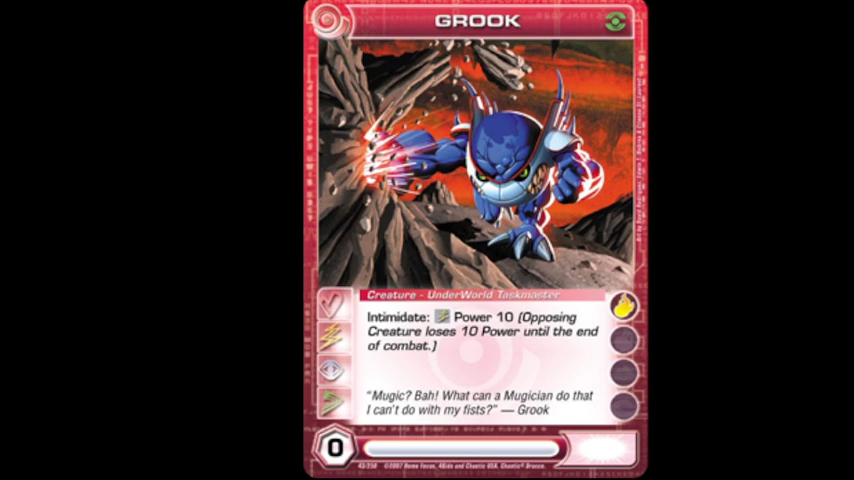 GROOK
Creature - UnderWorld Taskmaster
Intimidate: Power 10 (Opposing
Creature loses 10 Power until the end
of combat.)
“Mugic? Bah! What can a Mugician do that
I can't do with my fists?” — Grook
0